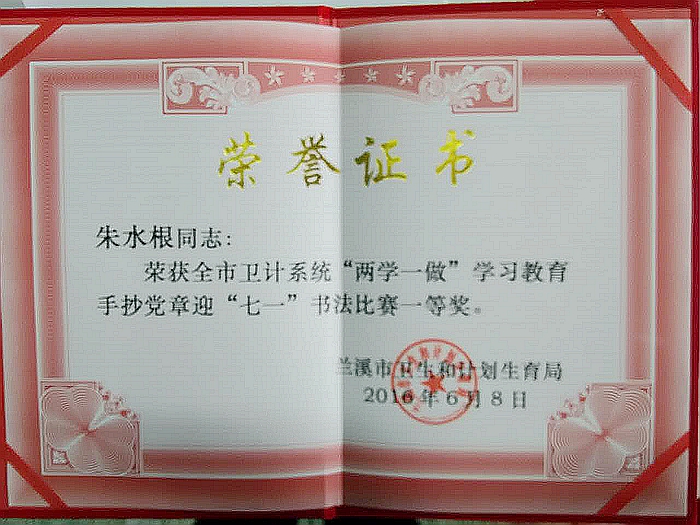 荣誉证书
朱水根同志：
荣获全市卫计系统“两学一做”学习教育
手抄党章迎“七一”书法比赛一等奖。
兰溪市卫生和计划生育局
2016年6月8日